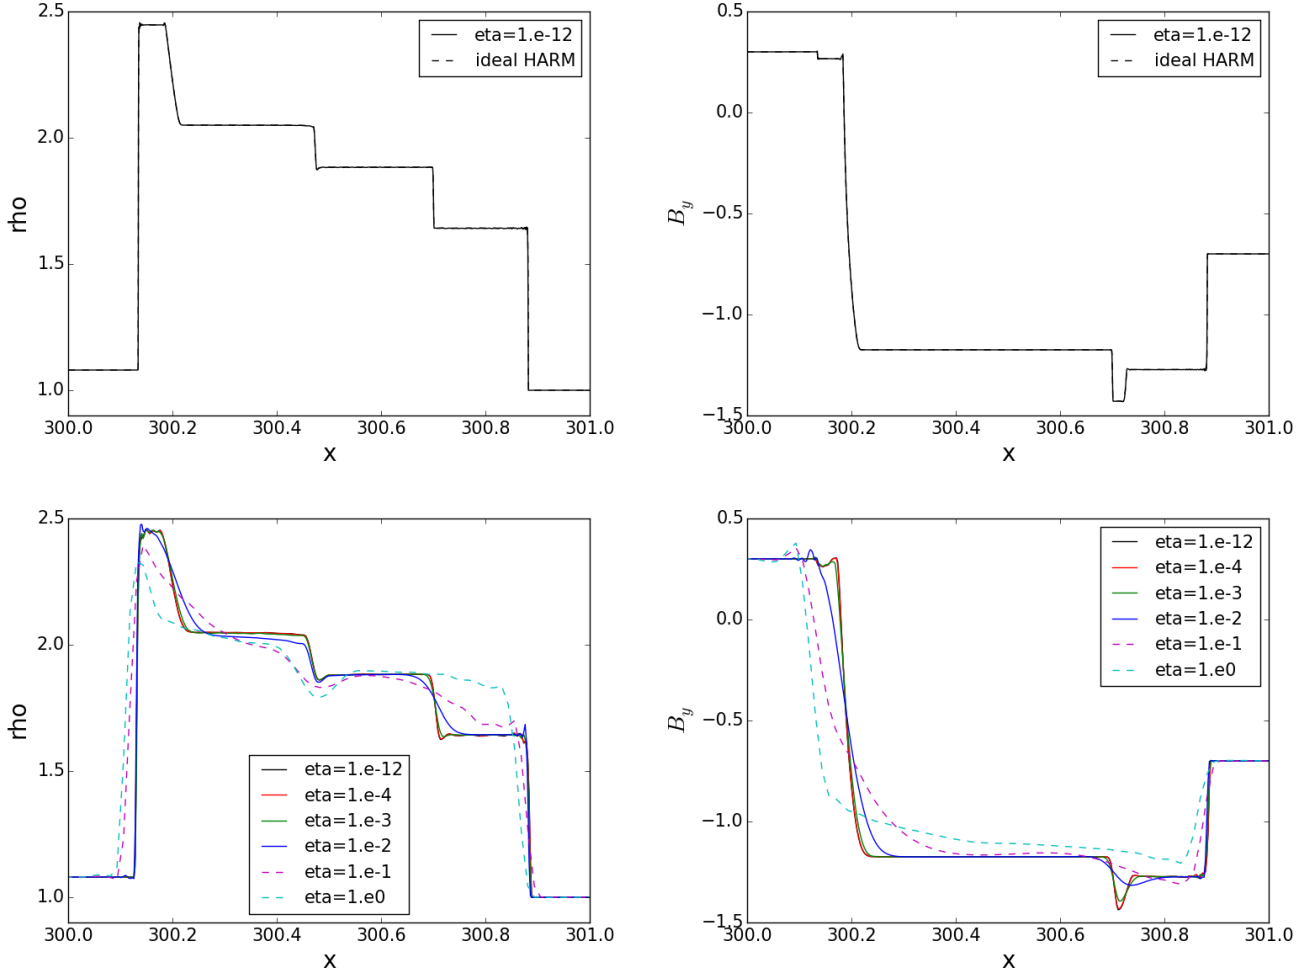 2.5
2.0
1.5
1.0
rho
eta=1.e-12
ideal HARM
300.0 300.2 300.4 300.6 300.8 301.0
x
0.5
0.0
−0.5
−1.0
−1.5
B_y
eta=1.e-12
ideal HARM
300.0 300.2 300.4 300.6 300.8 301.0
x
2.5
2.0
1.5
1.0
rho
eta=1.e-12
eta=1.e-4
eta=1.e-3
eta=1.e-2
eta=1.e-1
eta=1.e0
300.0 300.2 300.4 300.6 300.8 301.0
x
0.5
0.0
−0.5
−1.0
−1.5
B_y
eta=1.e-12
eta=1.e-4
eta=1.e-3
eta=1.e-2
eta=1.e-1
eta=1.e0
300.0 300.2 300.4 300.6 300.8 301.0
x